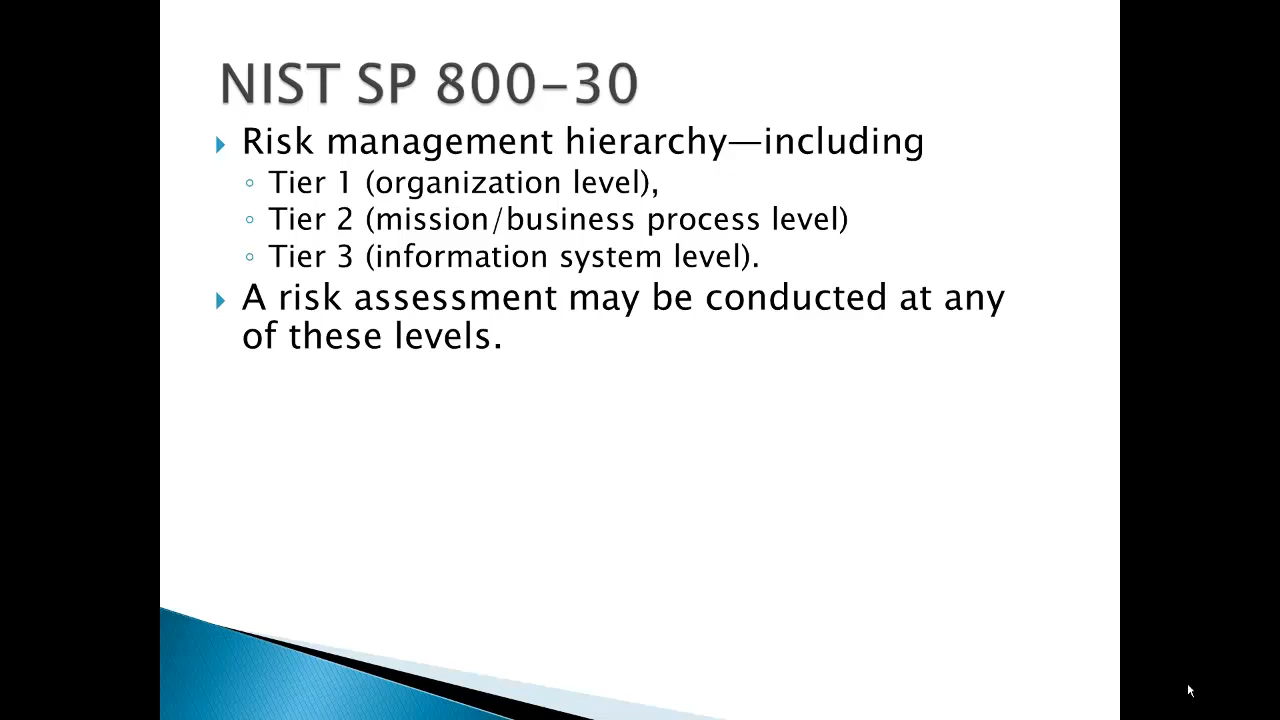 NIST SP 800-30
Risk management hierarchy—including
Tier 1 (organization level),
Tier 2 (mission/business process level)
Tier 3 (information system level).
A risk assessment may be conducted at any
of these levels.